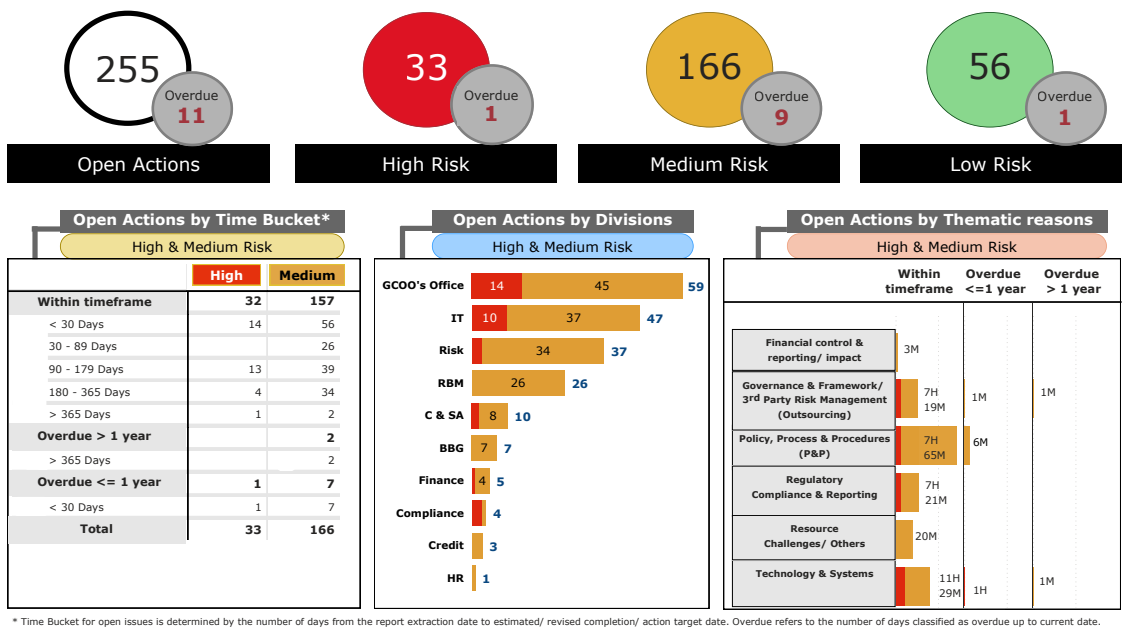 255
Overdue
11
Open Actions
33
Overdue
1
High Risk
166
Overdue
9
Medium Risk
56
Overdue
1
Low Risk
Open Actions by Time Bucket*
High & Medium Risk
High Medium
Within timeframe 32 157
< 30 Days 14 56
30 - 89 Days 26
90 - 179 Days 13 39
180 - 365 Days 4 34
> 365 Days 1 2
Overdue > 1 year 2
> 365 Days 2
Overdue <= 1 year 1 7
< 30 Days 1 7
Total 33 166
Open Actions by Divisions
High & Medium Risk
GCOO's Office 14 45 59
IT 10 37 47
Risk 34 37
RBM 26 26
C & SA 8 10
BBG 7 7
Finance 4 5
Compliance 4
Credit 3
HR 1
Open Actions by Thematic reasons
High & Medium Risk
Within Overdue Overdue
timeframe <=1 year > 1 year
Financial control &
reporting/ impact
3M
Governance & Framework/
3rd Party Risk Management
(Outsourcing)
7H
19M
1M
1M
Policy, Process & Procedures
(P&P)
7H
65M
6M
Regulatory
Compliance & Reporting
7H
21M
Resource
Challenges/ Others
20M
Technology & Systems
11H
29M
1H
1M
* Time Bucket for open issues is determined by the number of days from the report extraction date to estimated/ revised completion/ action target date. Overdue refers to the number of days classified as overdue up to current date.